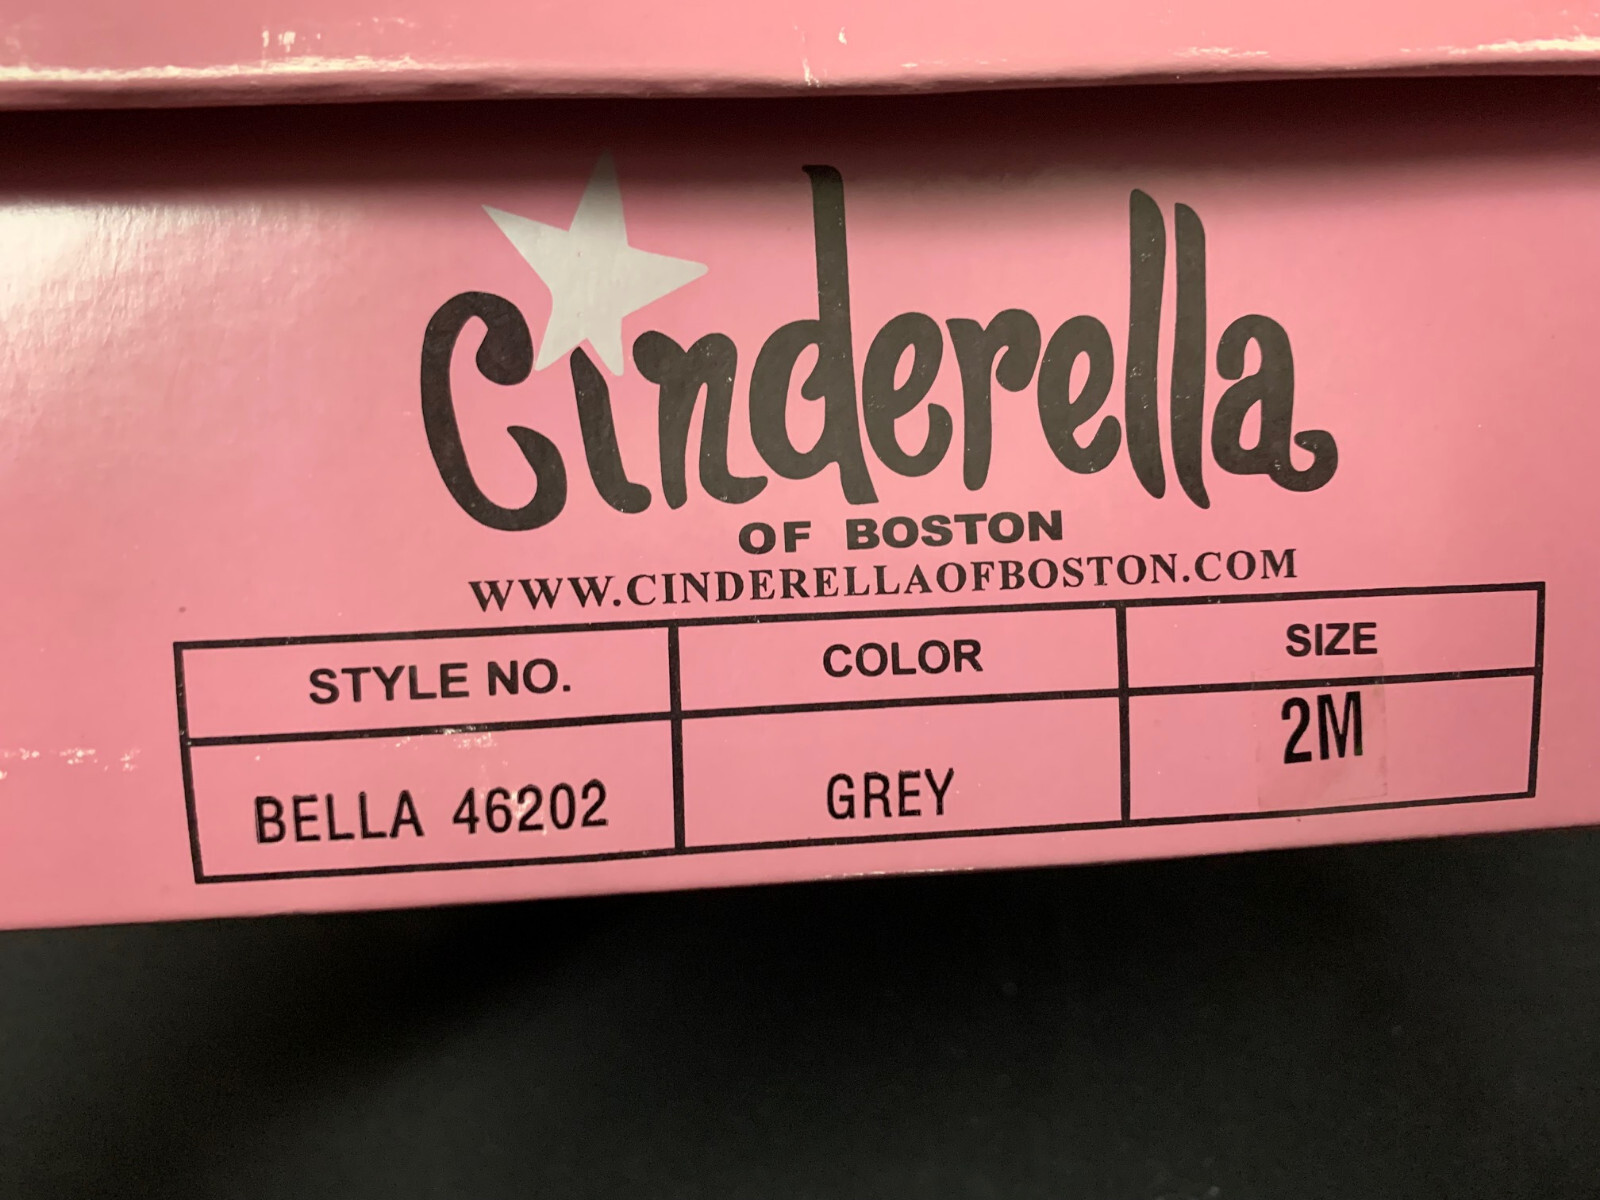 Cinderella
OF BOSTON
WWW.CINDERELLAOFBOSTON.COM
STYLE NO. COLOR SIZE
BELLA 46202 GREY 2M